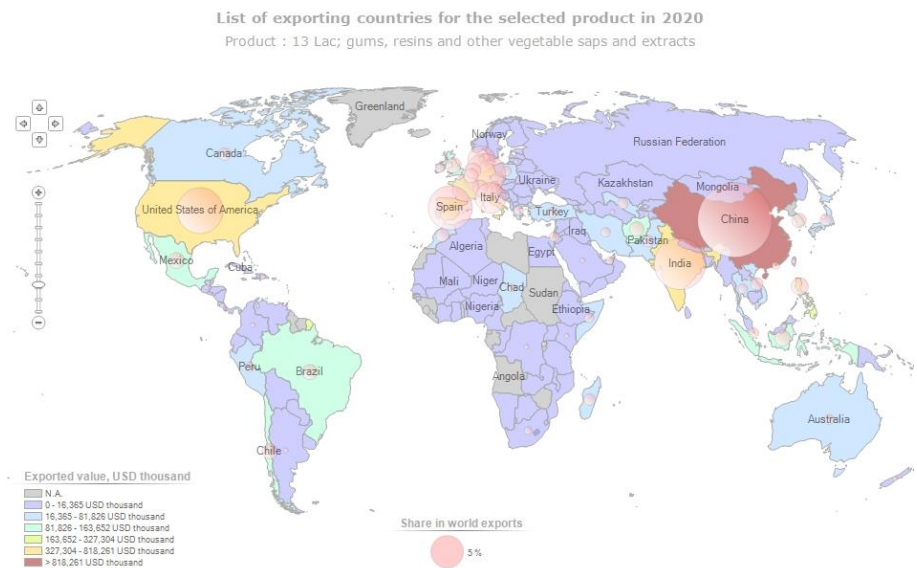 List of exporting countries for the selected product in 2020
Product : 13 Lac; gums, resins and other vegetable saps and extracts
Greenland
Norway
Canada
Russian Federation
Ukraine
Kazakhstan
Mongolia
United States of America
Spain
Italy
Turkey
China
Iraq
Pakistan
Algeria
Egypt
Mexico
Cuba
India
Mali
Niger
Chad
Sudan
Nigeria
Ethiopia
Peru
Brazil
Angola
Australia
Chile
Exported value, USD thousand
N.A.
0 - 16,365 USD thousand
16,365 - 81,826 USD thousand
81,826 - 163,652 USD thousand
163,652 - 327,304 USD thousand
327,304 - 818,261 USD thousand
> 818,261 USD thousand
Share in world exports
5 %